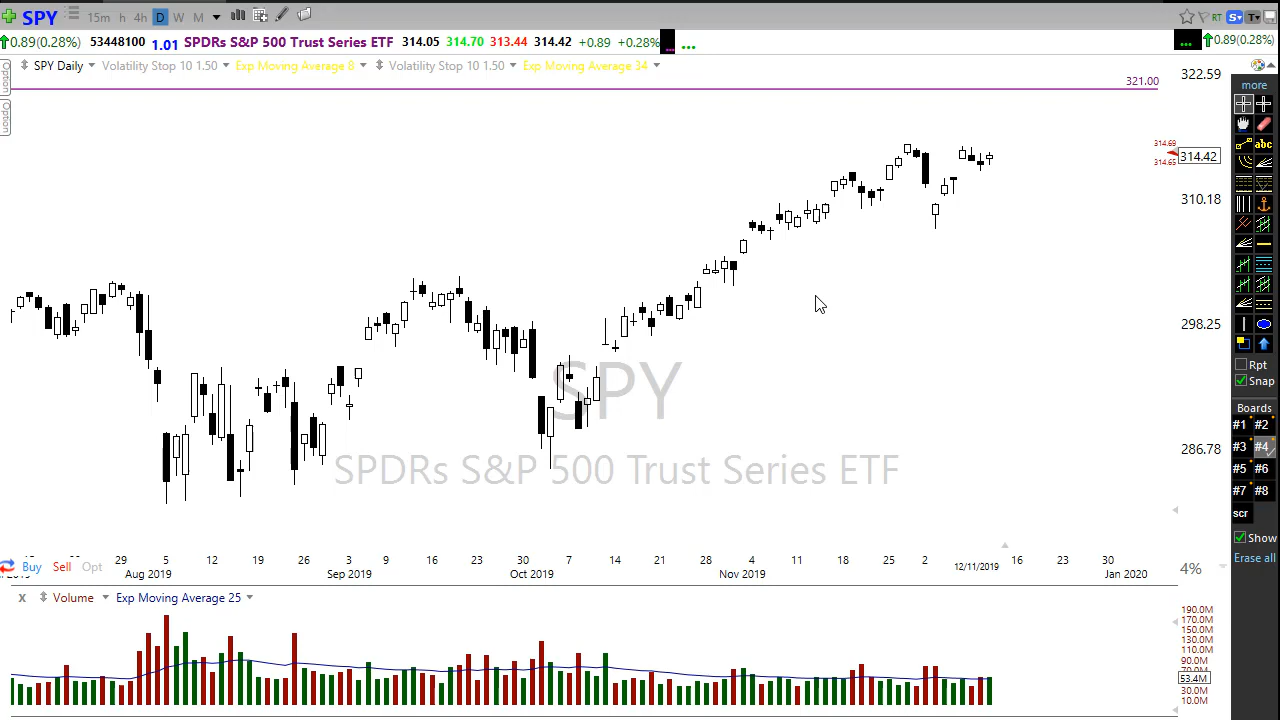 SPY 15m h 4h D W M RT S T
0.89(0.28%) 53448100 1.01 SPDRs S&P 500 Trust Series ETF 314.05 314.70 313.44 314.42 +0.89 +0.28% ... ... 0.89(0.28%)
SPY Daily Volatility Stop 10 1.50 Exp Moving Average 8 Volatility Stop 10 1.50 Exp Moving Average 34
Option
Option
322.59
321.00
314.69
314.42
314.65
310.18
298.25
286.78
4%
SPY
SPDRs S&P 500 Trust Series ETF
29 5 12 19 26 3 9 16 23 30 7 14 21 28 4 11 18 25 2 16 23 30
Aug 2019 Sep 2019 Oct 2019 Nov 2019 12/11/2019 Jan 2020
Buy Sell Opt
x Volume Exp Moving Average 25
190.0M
170.0M
150.0M
130.0M
110.0M
90.0M
53.4M
30.0M
10.0M
more
abc
Rpt
Snap
Boards
#1 #2
#3 #4
#5 #6
#7 #8
scr
Show
Erase all